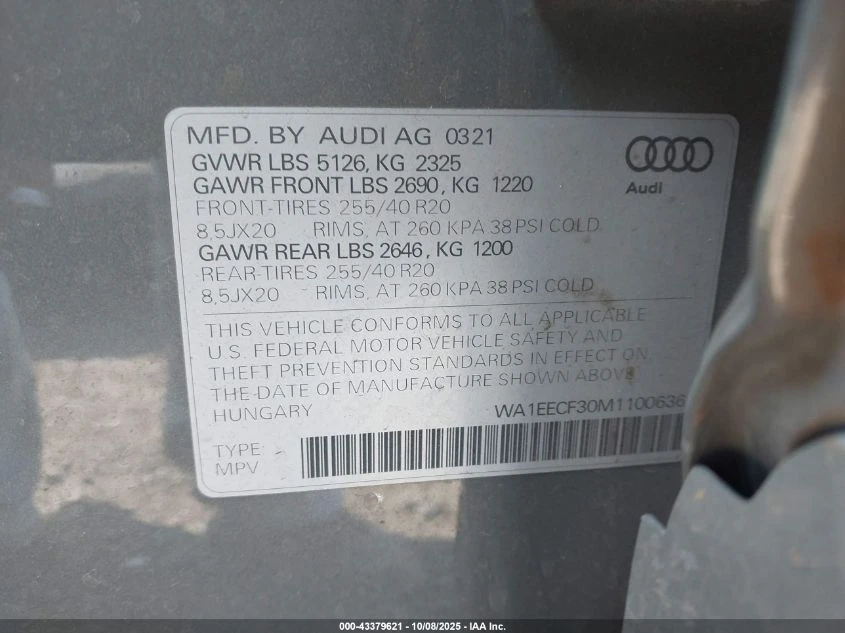 MFD. BY AUDI AG 0321
GVWR LBS 5126, KG 2325
GAWR FRONT LBS 2690, KG 1220
FRONT-TIRES 255/40 R20
8,5JX20 RIMS, AT 260 KPA 38 PSI COLD
GAWR REAR LBS 2646, KG 1200
REAR-TIRES 255/40 R20
8,5JX20 RIMS, AT 260 KPA 38 PSI COLD
Audi
THIS VEHICLE CONFORMS TO ALL APPLICABLE
U.S. FEDERAL MOTOR VEHICLE SAFETY AND
THEFT PREVENTION STANDARDS IN EFFECT ON
THE DATE OF MANUFACTURE SHOWN ABOVE
HUNGARY WA1EECF30M1100636
TYPE:
MPV
000-43379621 - 10/08/2025 - IAA Inc.